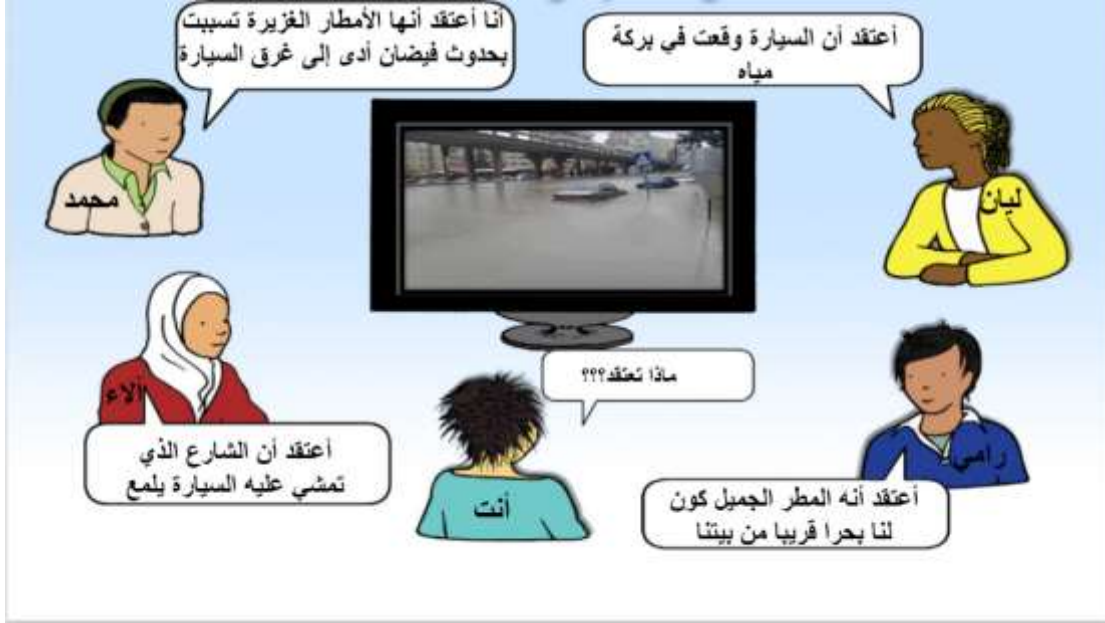 أنا أعتقد أنها الأمطار الغزيرة تسببت
بحدوث فيضان أدى إلى غرق السيارة
أعتقد أن السيارة وقعت في بركة
مياه
محمد
ليان
ماذا تعتقد؟؟؟
ألاء
أعتقد أن الشارع الذي
تمشي عليه السيارة يلمع
أنت
رامي
أعتقد أنه المطر الجميل كون
لنا بحرا قريبا من بيتنا